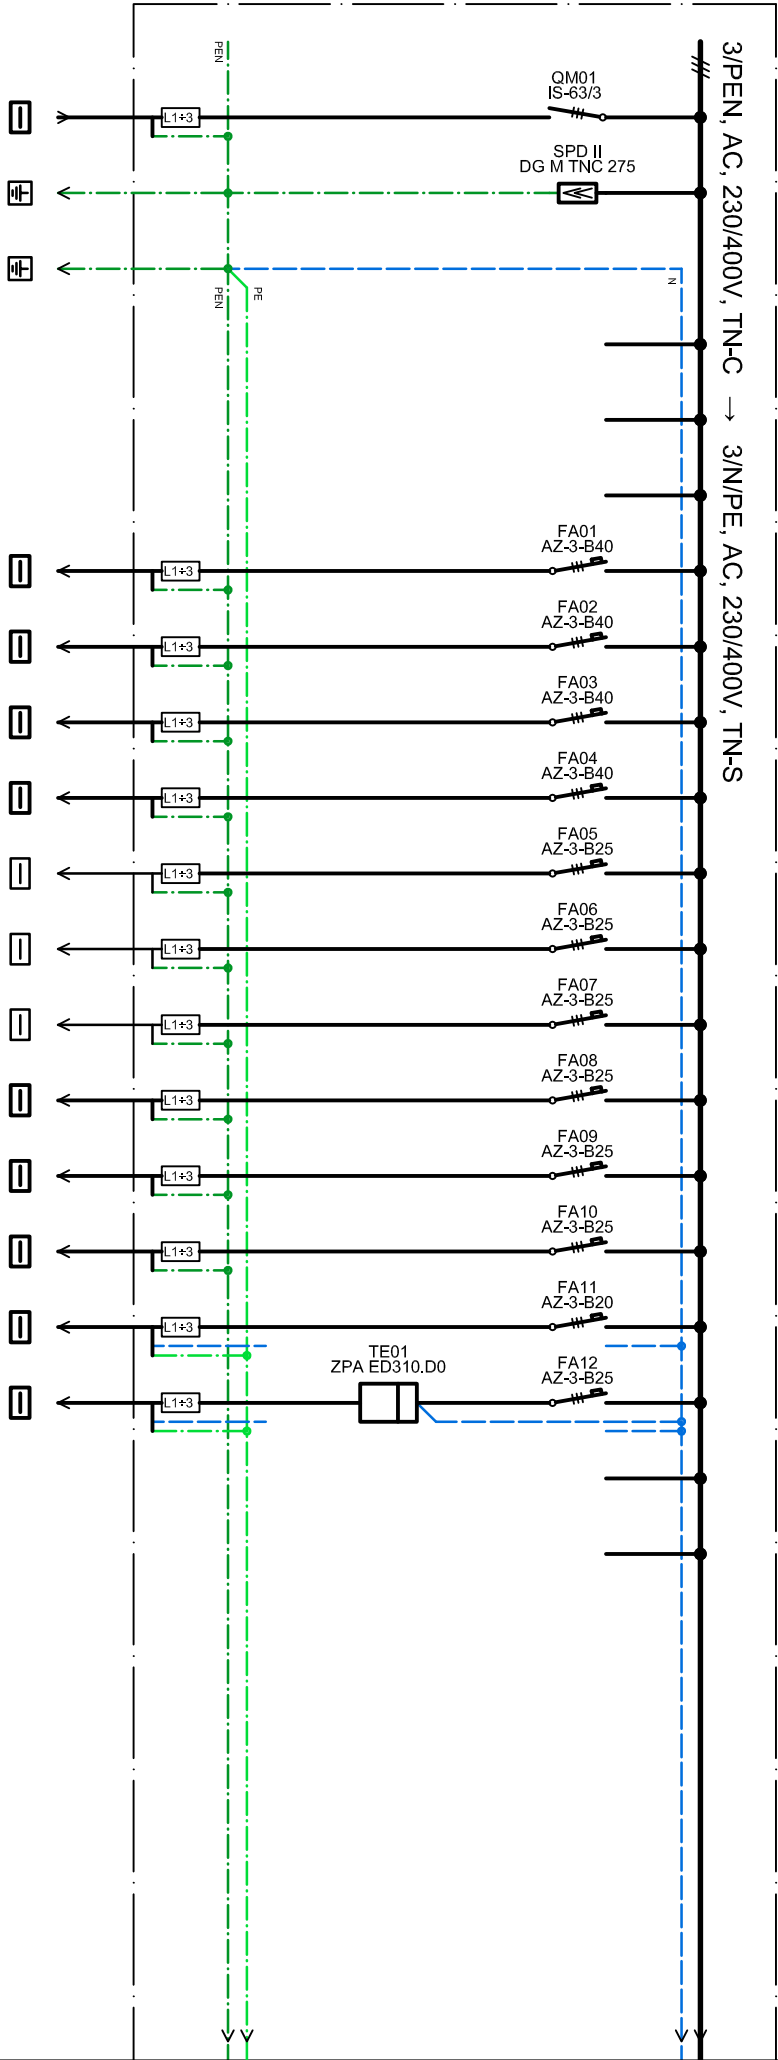 3/PEN, AC, 230/400V, TN-C → 3/N/PE, AC, 230/400V, TN-S
PEN
QM01
IS-63/3
L1÷3
SPD II
DG M TNC 275
N
PE
PEN
FA01
AZ-3-B40
L1÷3
FA02
AZ-3-B40
L1÷3
FA03
AZ-3-B40
L1÷3
FA04
AZ-3-B40
L1÷3
FA05
AZ-3-B25
L1÷3
FA06
AZ-3-B25
L1÷3
FA07
AZ-3-B25
L1÷3
FA08
AZ-3-B25
L1÷3
FA09
AZ-3-B25
L1÷3
FA10
AZ-3-B25
L1÷3
FA11
AZ-3-B20
L1÷3
TE01
ZPA ED310.D0
FA12
AZ-3-B25
L1÷3